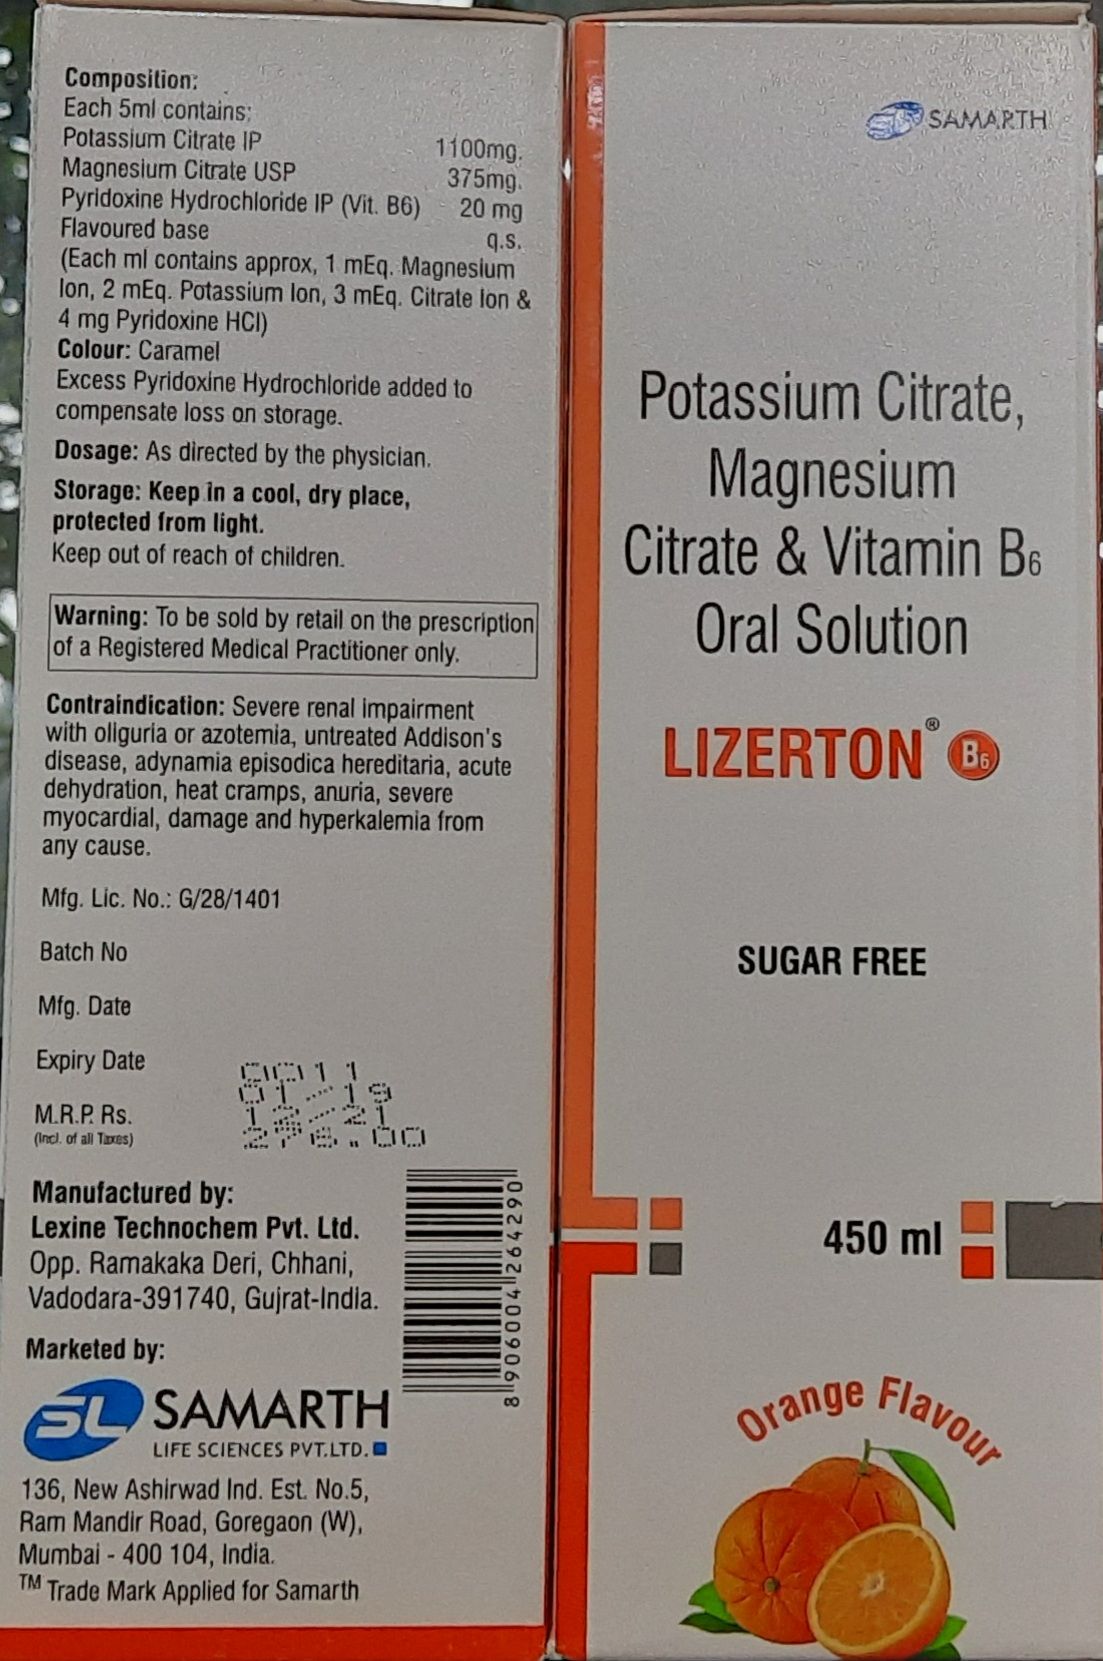 Composition:
Each 5ml contains:
Potassium Citrate IP 1100mg.
Magnesium Citrate USP 375mg.
Pyridoxine Hydrochloride IP (Vit. B6) 20 mg
Flavoured base q.s.
(Each ml contains approx, 1 mEq. Magnesium
Ion, 2 mEq. Potassium Ion, 3 mEq. Citrate Ion &
4 mg Pyridoxine HCl)
Colour: Caramel
Excess Pyridoxine Hydrochloride added to
compensate loss on storage.
Dosage: As directed by the physician.
Storage: Keep in a cool, dry place,
protected from light.
Keep out of reach of children.
Warning: To be sold by retail on the prescription
of a Registered Medical Practitioner only.
Contraindication: Severe renal impairment
with oliguria or azotemia, untreated Addison's
disease, adynamia episodica hereditaria, acute
dehydration, heat cramps, anuria, severe
myocardial, damage and hyperkalemia from
any cause.
Mfg. Lic. No.: G/28/1401
Batch No
Mfg. Date
Expiry Date
M.R.P. Rs.
(Incl. of all Taxes)
01-19
12/21
Manufactured by:
Lexine Technochem Pvt. Ltd.
Opp. Ramakaka Deri, Chhani,
Vadodara-391740, Gujrat-India.
Marketed by:
SL SAMARTH
LIFE SCIENCES PVT.LTD.
136, New Ashirwad Ind. Est. No.5,
Ram Mandir Road, Goregaon (W),
Mumbai - 400 104, India.
TM Trade Mark Applied for Samarth
8 906004 264290
SAMARTH
Potassium Citrate,
Magnesium
Citrate & Vitamin B6
Oral Solution
LIZERTON® B6
SUGAR FREE
450 ml
Orange Flavour